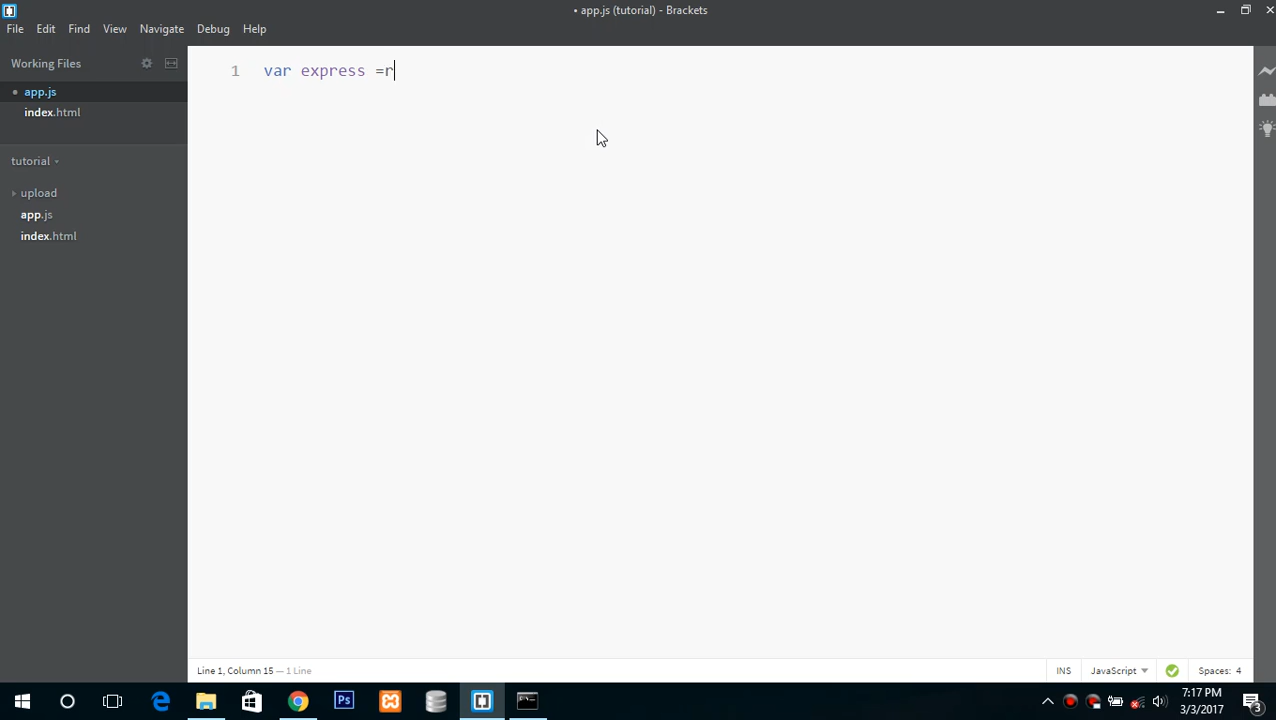 • app.js (tutorial) - Brackets
File Edit Find View Navigate Debug Help
Working Files
• app.js
index.html
tutorial
upload
app.js
index.html
1 var express =r
Line 1, Column 15 — 1 Line
INS JavaScript Spaces: 4
Ps
7:17 PM
3/3/2017
3